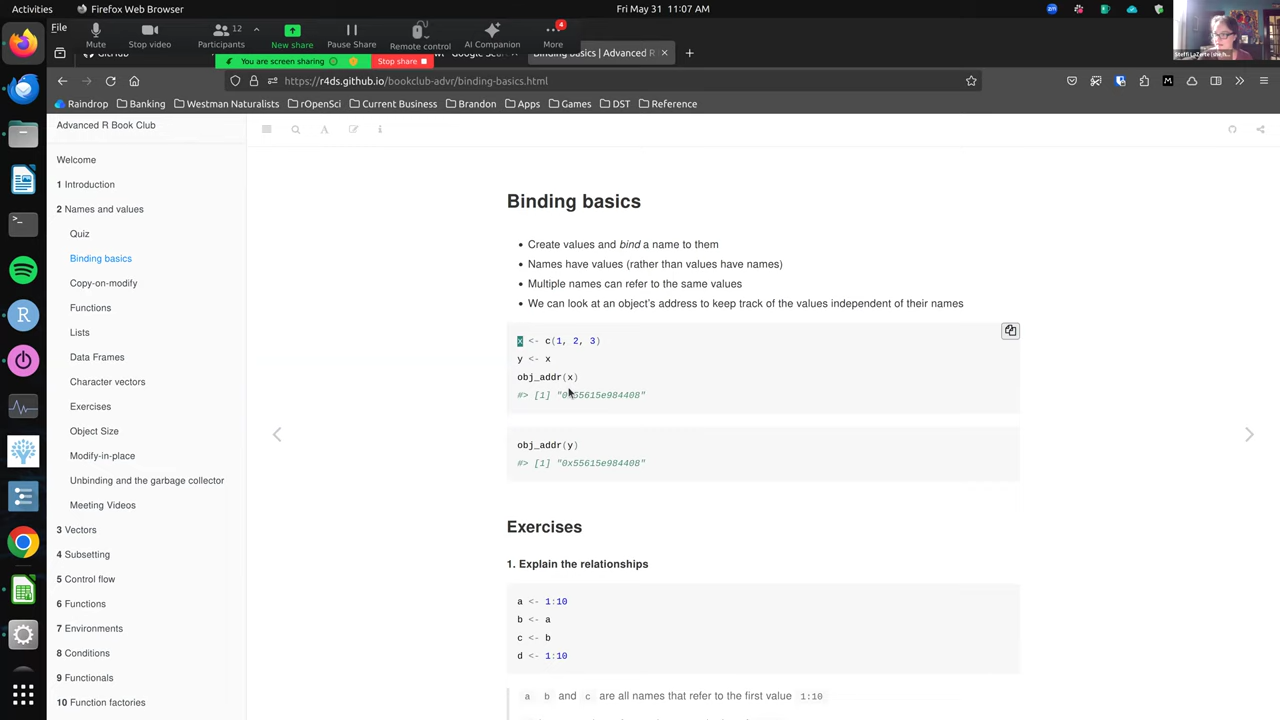 Activities
Firefox Web Browser
Fri May 31 11:07 AM
File
Mute
Stop video
12
Participants
New share
Pause Share
Remote control
AI Companion
4
More
You are screen sharing
Stop share
GitHub
Binding basics | Advanced R
https://r4ds.github.io/bookclub-advr/binding-basics.html
Raindrop
Banking
Westman Naturalists
rOpenSci
Current Business
Brandon
Apps
Games
DST
Reference
Advanced R Book Club
Welcome
1 Introduction
2 Names and values
Quiz
Binding basics
Copy-on-modify
Functions
Lists
Data Frames
Character vectors
Exercises
Object Size
Modify-in-place
Unbinding and the garbage collector
Meeting Videos
3 Vectors
4 Subsetting
5 Control flow
6 Functions
7 Environments
8 Conditions
9 Functionals
10 Function factories
Binding basics
• Create values and bind a name to them
• Names have values (rather than values have names)
• Multiple names can refer to the same values
• We can look at an object's address to keep track of the values independent of their names
x <- c(1, 2, 3)
y <- x
obj_addr(x)
#> [1] "0x55615e984408"
obj_addr(y)
#> [1] "0x55615e984408"
Exercises
1. Explain the relationships
a <- 1:10
b <- a
c <- b
d <- 1:10
a b and c are all names that refer to the first value 1:10